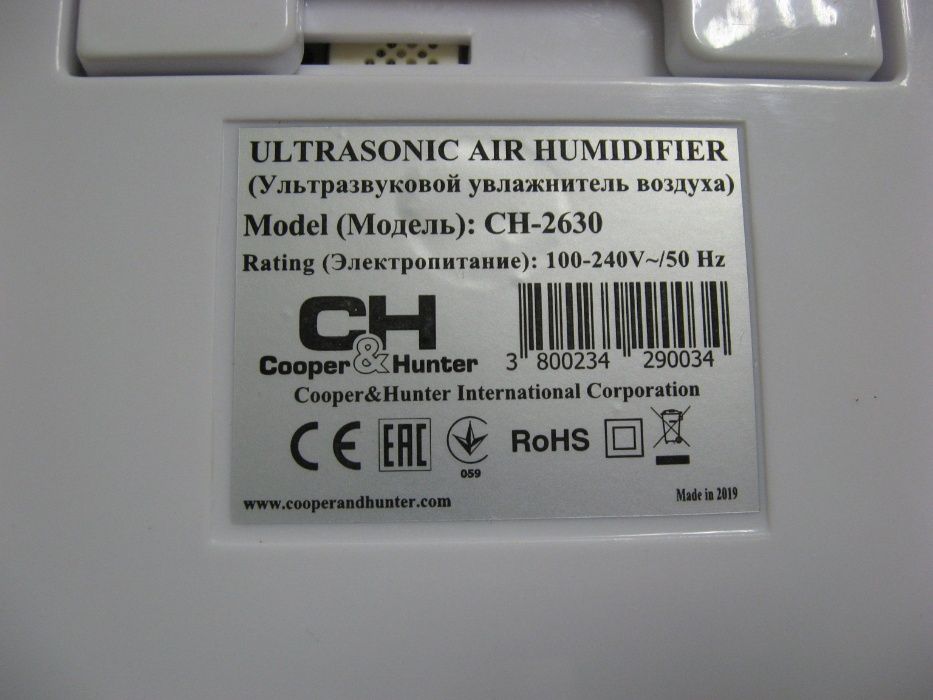 ULTRASONIC AIR HUMIDIFIER
(Ультразвуковой увлажнитель воздуха)
Model (Модель): CH-2630
Rating (Электропитание): 100-240V~/50 Hz
CH
Cooper&Hunter
3 800234 290034
Cooper&Hunter International Corporation
CE EAC 059 RoHS
www.cooperandhunter.com
Made in 2019